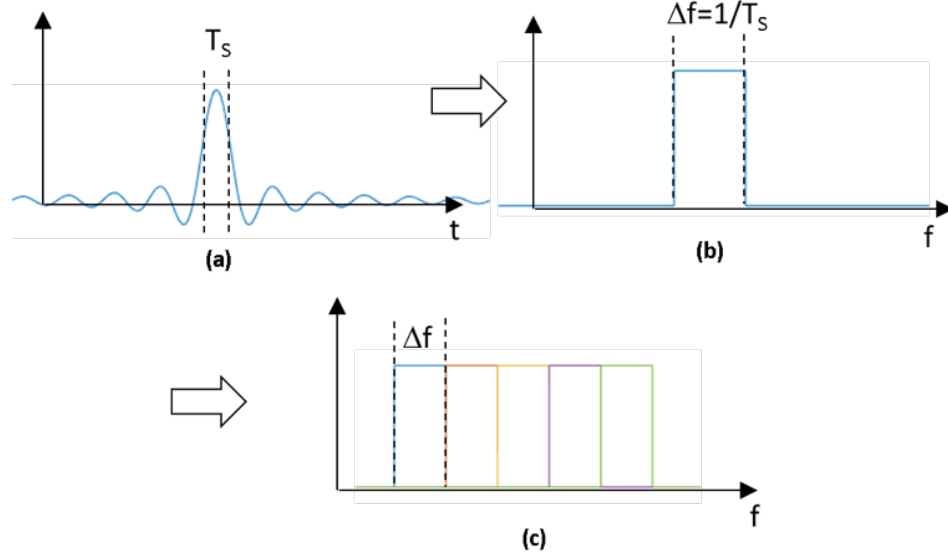 T_S
t
(a)
Δf=1/T_S
f
(b)
Δf
f
(c)